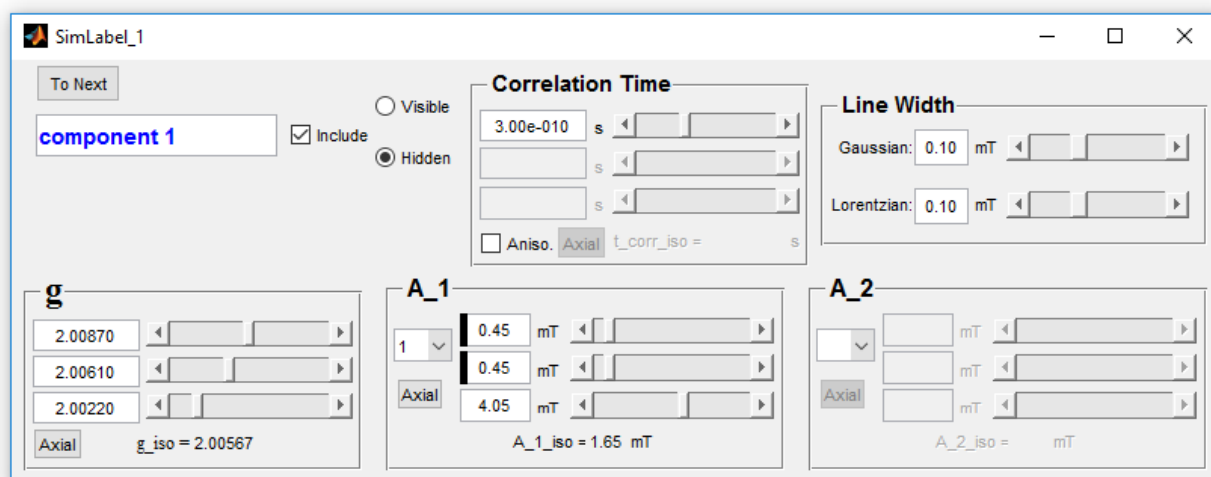 SimLabel_1
To Next
component 1
Include
Visible
Hidden
Correlation Time
3.00e-010 s
s
s
Aniso. Axial t_corr_iso = s
Line Width
Gaussian: 0.10 mT
Lorentzian: 0.10 mT
g
2.00870
2.00610
2.00220
Axial g_iso = 2.00567
A_1
1
0.45 mT
0.45 mT
Axial
4.05 mT
A_1_iso = 1.65 mT
A_2
mT
mT
Axial
mT
A_2_iso = mT